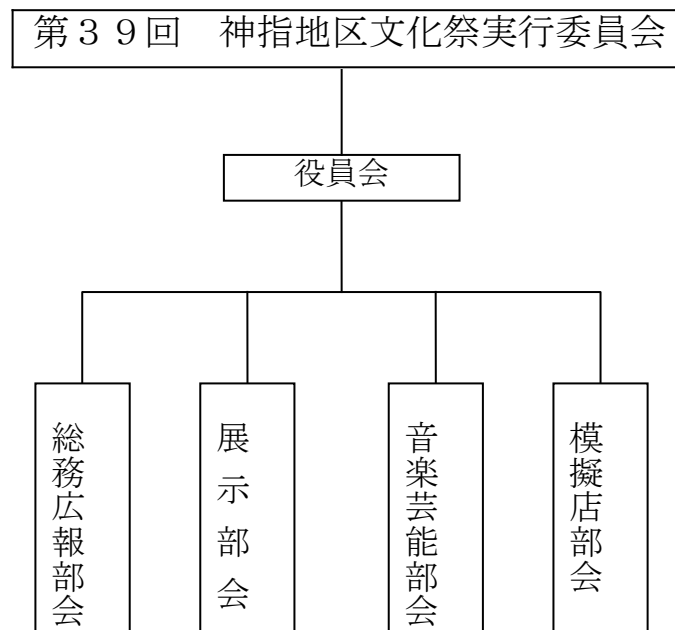 第３９回　神指地区文化祭実行委員会
役員会
総務広報部会
展示部会
音楽芸能部会
模擬店部会